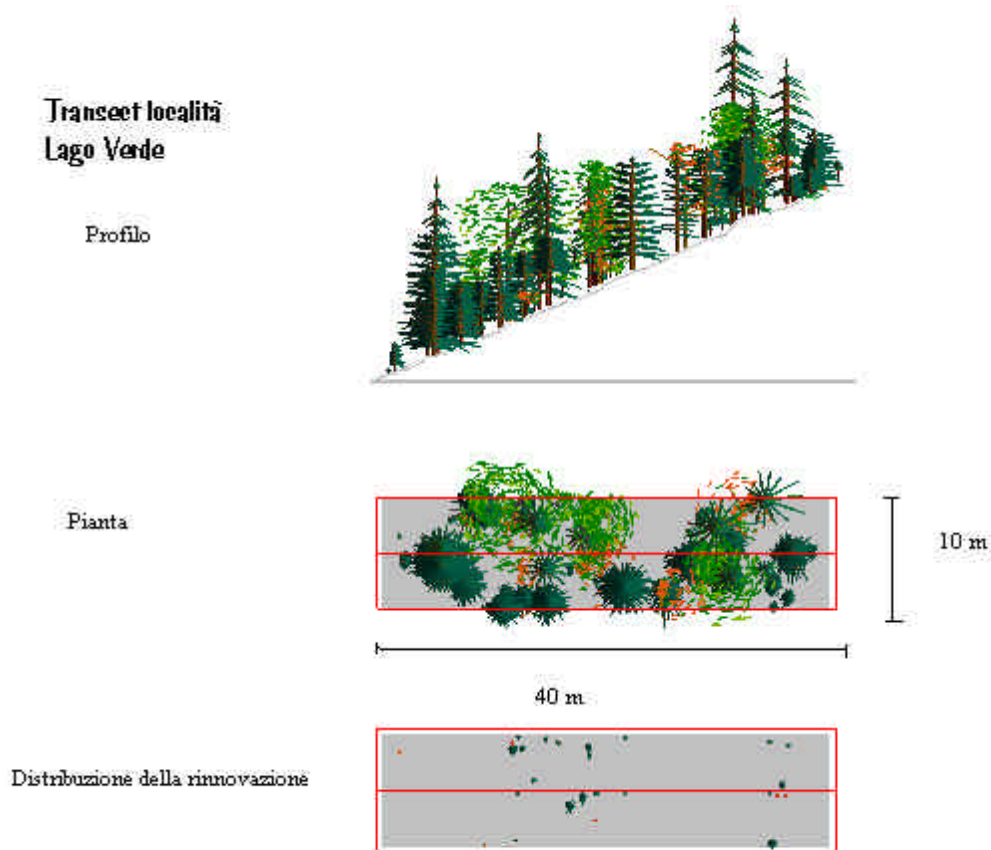 Transect località
Lago Verde
Profilo
Pianta
10 m
40 m
Distribuzione della rinnovazione